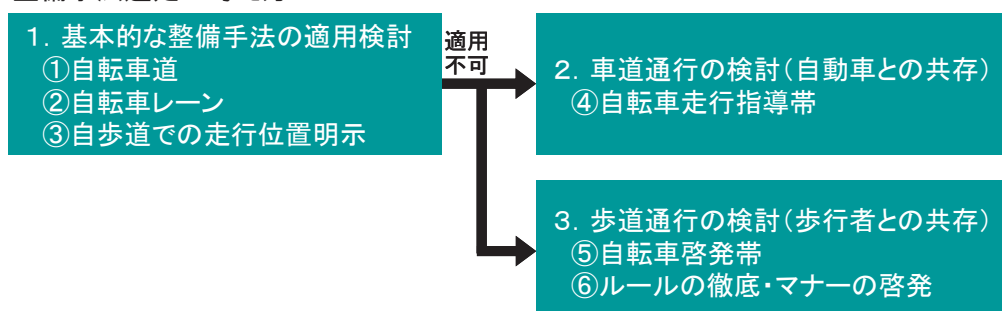 1．基本的な整備手法の適用検討
①自転車道
②自転車レーン
③自歩道での走行位置明示
適用
不可
２．車道通行の検討（自動車との共存）
④自転車走行指導帯
３．歩道通行の検討（歩行者との共存）
⑤自転車啓発帯
⑥ルールの徹底・マナーの啓発